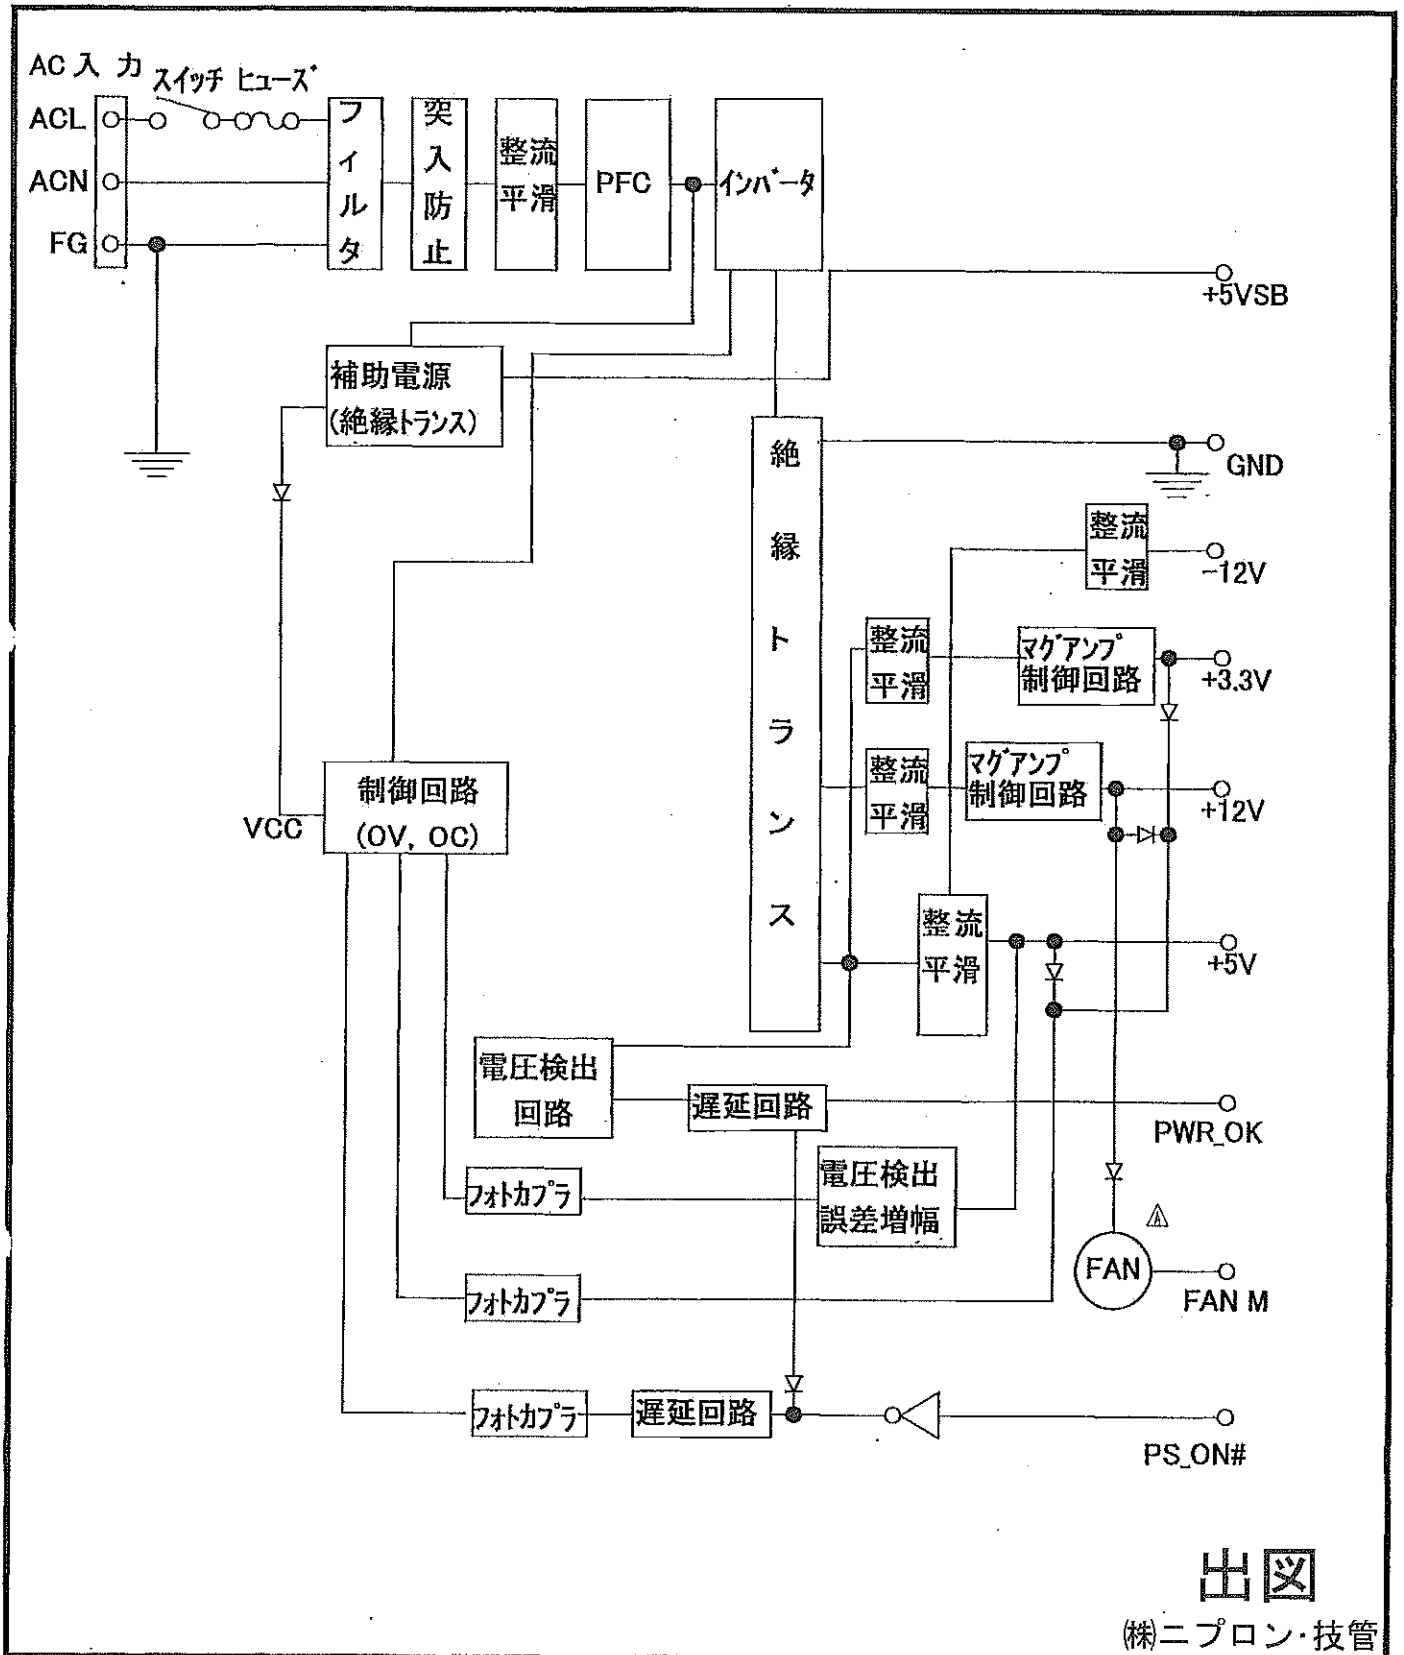 AC入力
スイッチ ヒューズ
ACL
ACN
FG
フィルタ
突入防止
整流
平滑
PFC
インバータ
+5VSB
補助電源
(絶縁トランス)
絶縁トランス
GND
整流
平滑
-12V
整流
平滑
マグアンプ
制御回路
+3.3V
整流
平滑
マグアンプ
制御回路
+12V
VCC
制御回路
(OV, OC)
整流
平滑
+5V
電圧検出
回路
遅延回路
PWR_OK
フォトカプラ
電圧検出
誤差増幅
A
FAN
FAN M
フォトカプラ
フォトカプラ
遅延回路
PS_ON#
出図
㈱ニプロン・技管